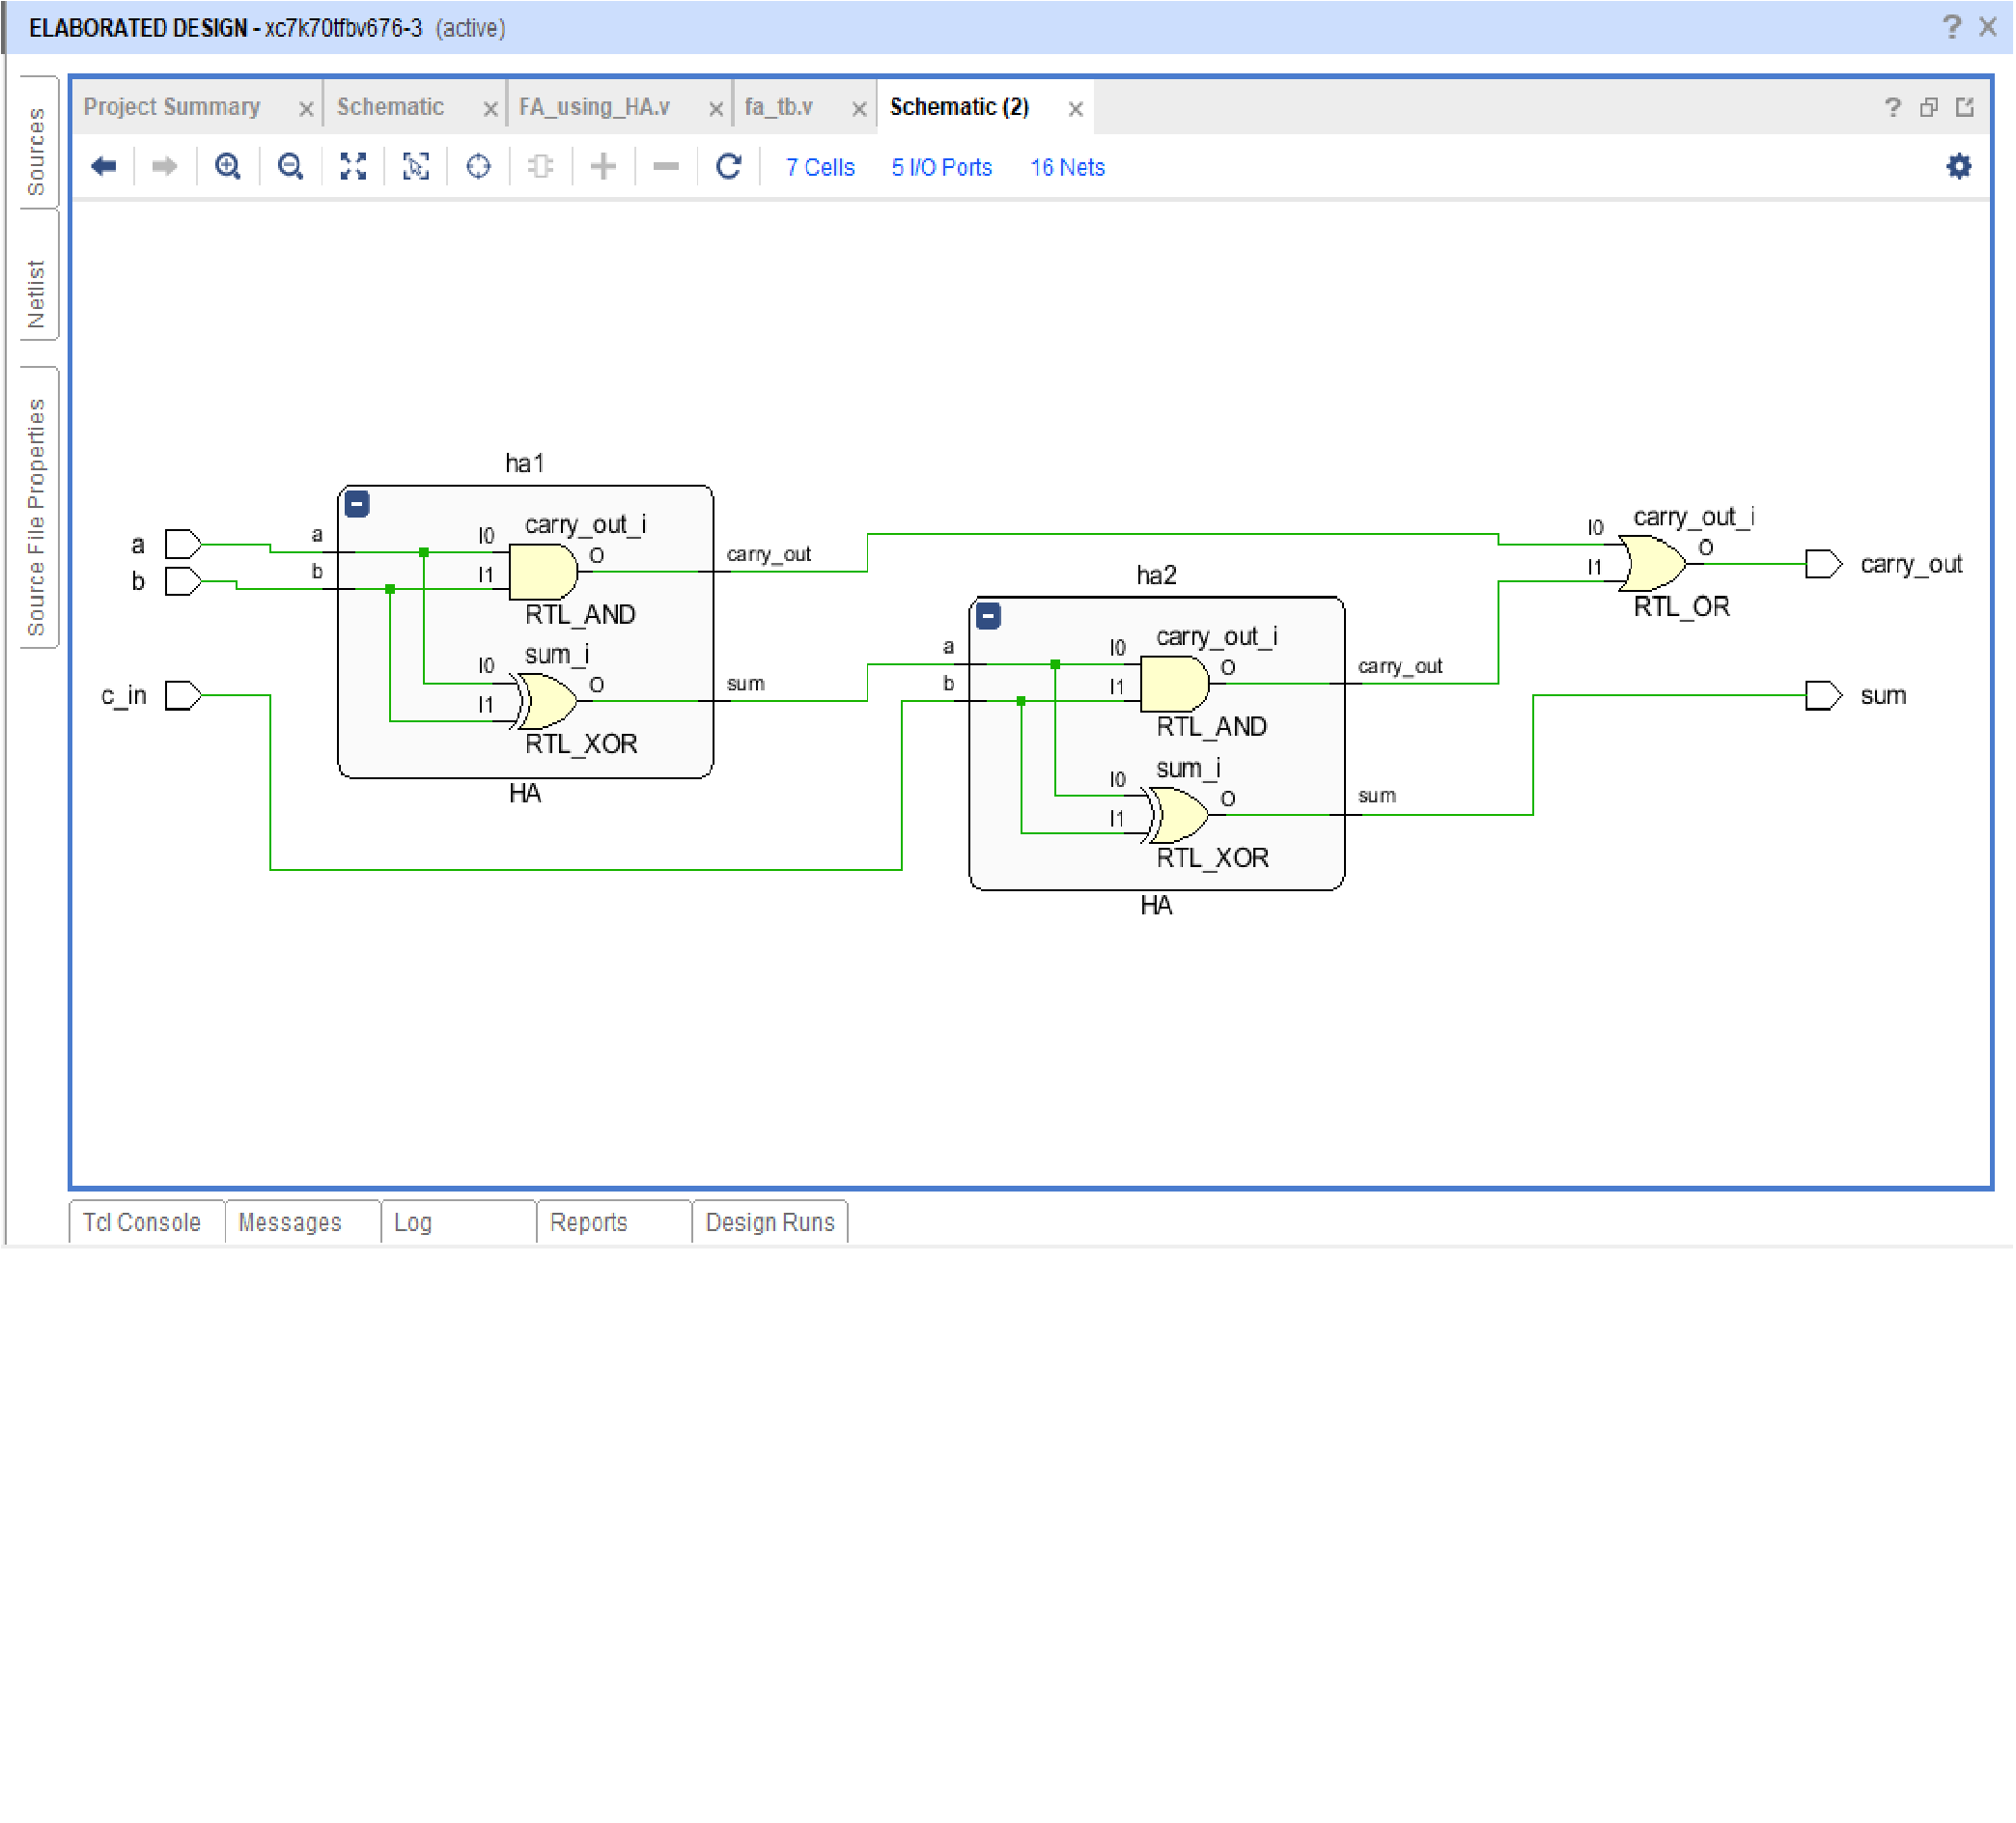 ELABORATED DESIGN - xc7k70tfbv676-3 (active)
Sources
Netlist
Source File Properties
Project Summary Schematic FA_using_HA.v fa_tb.v Schematic (2)
7 Cells 5 I/O Ports 16 Nets
ha1
a
b
c_in
a
b
I0
I1
carry_out_i
O
RTL_AND
I0
I1
sum_i
O
RTL_XOR
carry_out
sum
HA
ha2
a
b
I0
I1
carry_out_i
O
RTL_AND
I0
I1
sum_i
O
RTL_XOR
carry_out
sum
HA
I0
I1
carry_out_i
O
RTL_OR
carry_out
sum
Tcl Console Messages Log Reports Design Runs